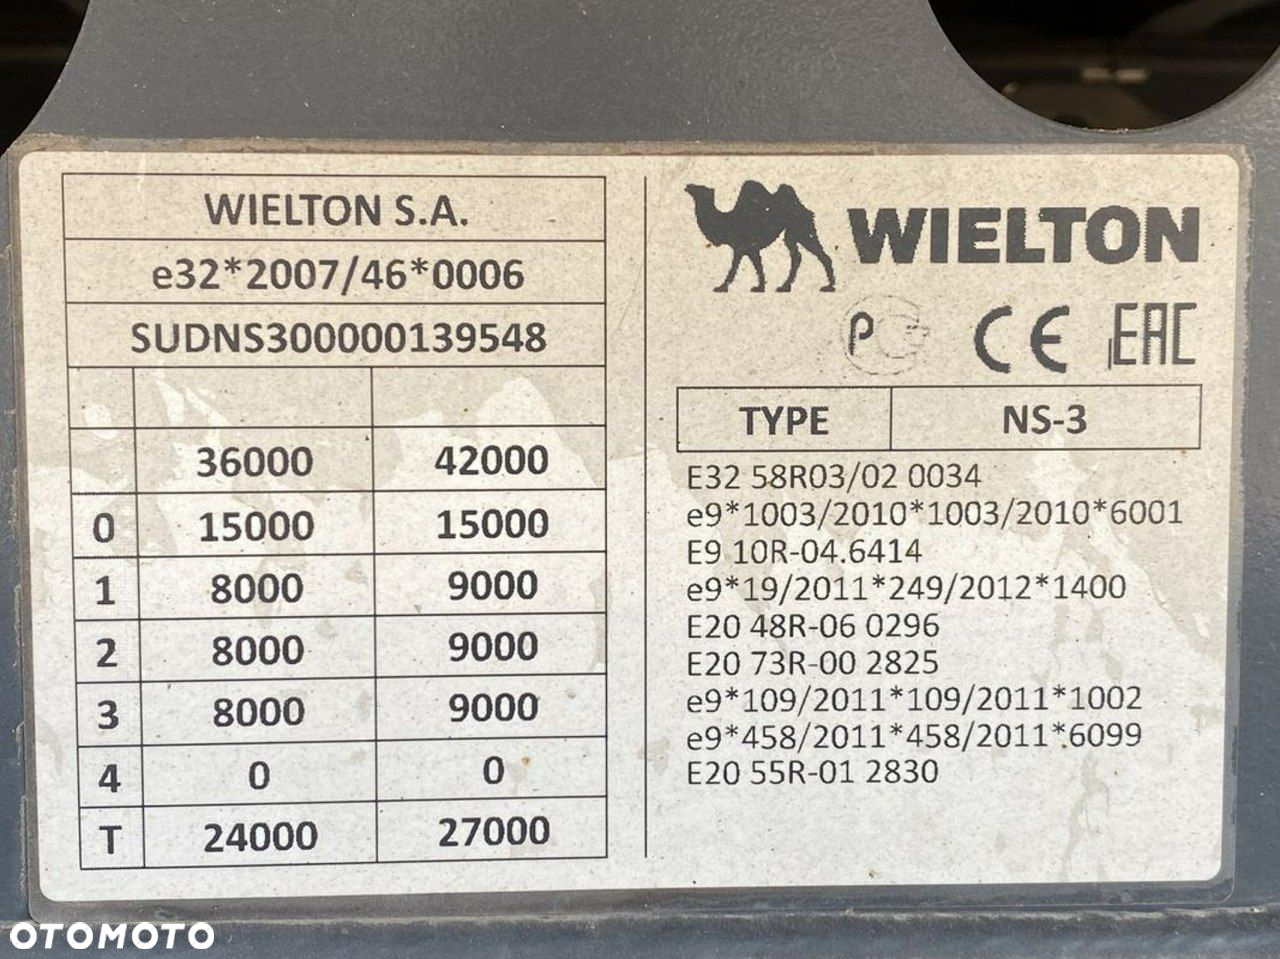 WIELTON S.A.
e32*2007/46*0006
SUDNS300000139548
36000 42000
0 15000 15000
1 8000 9000
2 8000 9000
3 8000 9000
4 0 0
T 24000 27000
WIELTON
P C CE EAC
TYPE NS-3
E32 58R03/02 0034
e9*1003/2010*1003/2010*6001
E9 10R-04.6414
e9*19/2011*249/2012*1400
E20 48R-06 0296
E20 73R-00 2825
e9*109/2011*109/2011*1002
e9*458/2011*458/2011*6099
E20 55R-01 2830
OTOMOTO